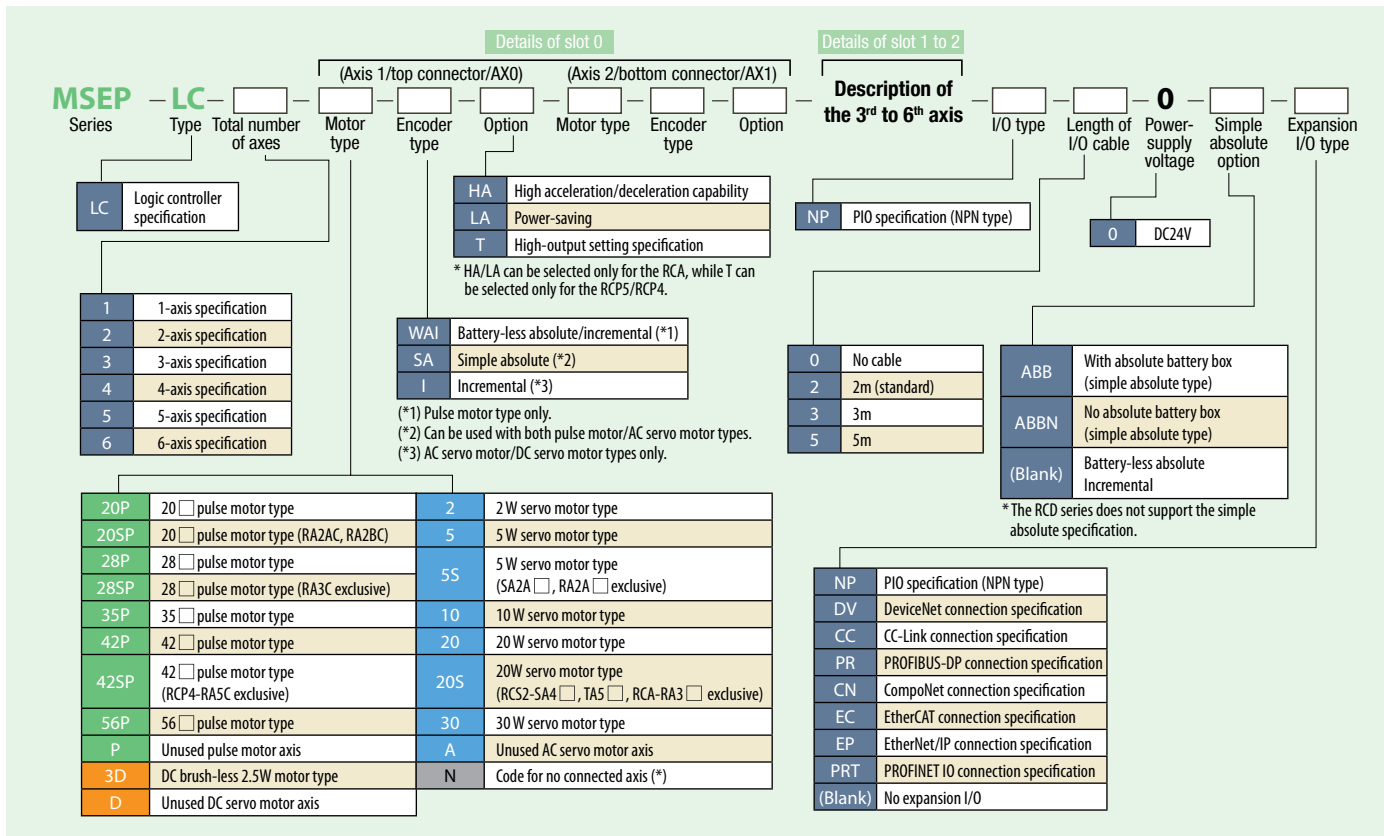 Details of slot 0
Details of slot 1 to 2
(Axis 1/top connector/AX0)
(Axis 2/bottom connector/AX1)
Description of
the 3rd to 6th axis
MSEP – LC – □ – □ – □ – □ – □ – □ – □ – □ – □ – 0 – □ – □
Series
Type
Total number
of axes
Motor
type
Encoder
type
Option
Motor type
Encoder
type
Option
I/O type
Length of
I/O cable
Power-
supply
voltage
Simple
absolute
option
Expansion
I/O type
LC Logic controller
specification
HA High acceleration/deceleration capability
LA Power-saving
T High-output setting specification
* HA/LA can be selected only for the RCA, while T can
be selected only for the RCP5/RCP4.
NP PIO specification (NPN type)
0 DC24V
1 1-axis specification
2 2-axis specification
3 3-axis specification
4 4-axis specification
5 5-axis specification
6 6-axis specification
WAI Battery-less absolute/incremental (*1)
SA Simple absolute (*2)
I Incremental (*3)
(*1) Pulse motor type only.
(*2) Can be used with both pulse motor/AC servo motor types.
(*3) AC servo motor/DC servo motor types only.
0 No cable
2 2m (standard)
3 3m
5 5m
ABB With absolute battery box
(simple absolute type)
ABBN No absolute battery box
(simple absolute type)
(Blank) Battery-less absolute
Incremental
* The RCD series does not support the simple
absolute specification.
20P 20 □ pulse motor type
20SP 20 □ pulse motor type (RA2AC, RA2BC)
28P 28 □ pulse motor type
28SP 28 □ pulse motor type (RA3C exclusive)
35P 35 □ pulse motor type
42P 42 □ pulse motor type
42SP 42 □ pulse motor type
(RCP4-RA5C exclusive)
56P 56 □ pulse motor type
P Unused pulse motor axis
3D DC brush-less 2.5W motor type
D Unused DC servo motor axis
2 2 W servo motor type
5 5 W servo motor type
5S 5 W servo motor type
(SA2A □ , RA2A □ exclusive)
10 10 W servo motor type
20 20 W servo motor type
20S 20W servo motor type
(RCS2-SA4 □ , TA5 □ , RCA-RA3 □ exclusive)
30 30 W servo motor type
A Unused AC servo motor axis
N Code for no connected axis (*)
NP PIO specification (NPN type)
DV DeviceNet connection specification
CC CC-Link connection specification
PR PROFIBUS-DP connection specification
CN CompoNet connection specification
EC EtherCAT connection specification
EP EtherNet/IP connection specification
PRT PROFINET IO connection specification
(Blank) No expansion I/O